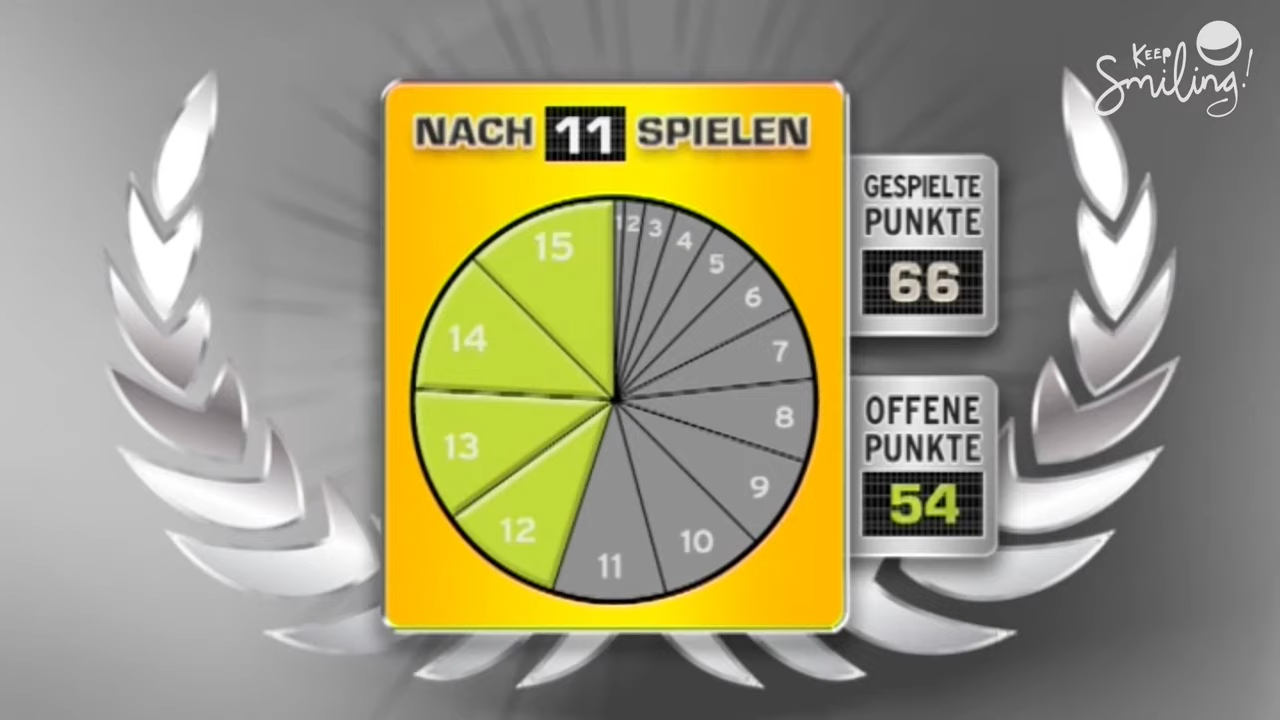 KEEP
Smiling!
NACH 11 SPIELEN
GESPIELTE
PUNKTE
66
OFFENE
PUNKTE
54
1
2
3
4
5
6
7
8
9
10
11
12
13
14
15